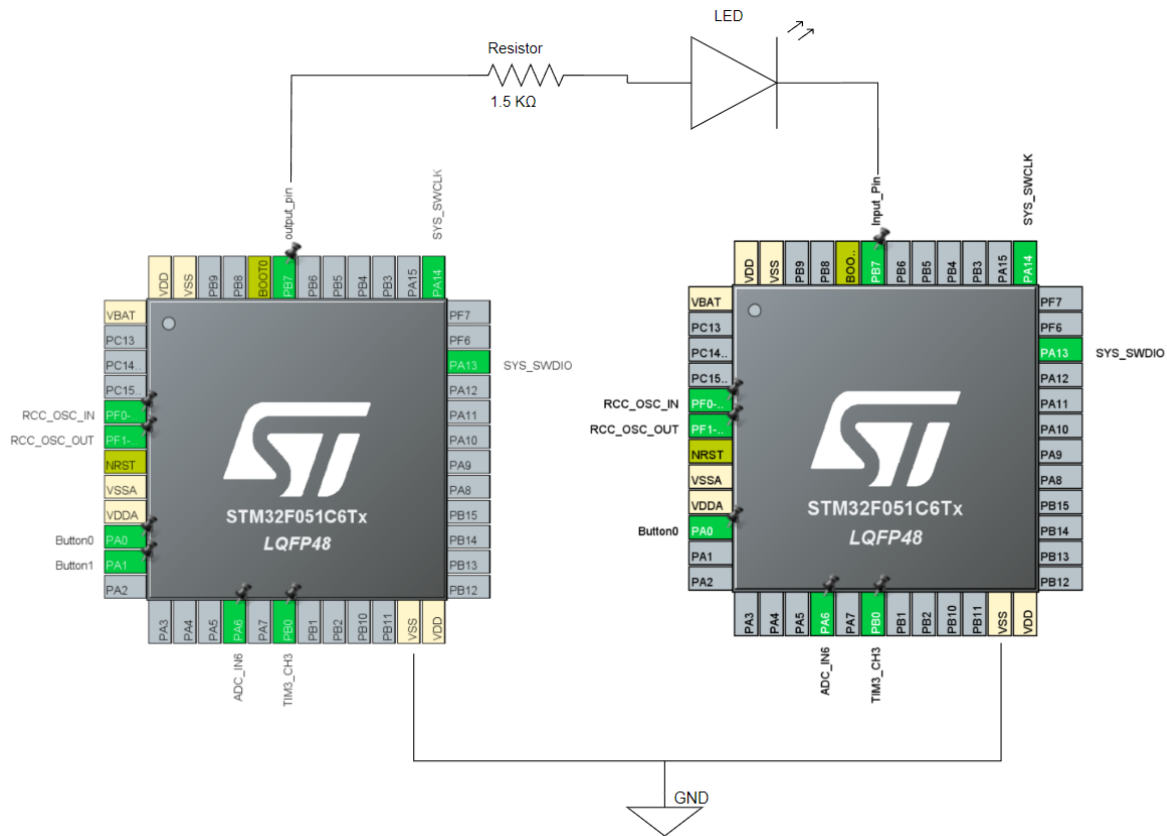 LED
Resistor
1.5 KΩ
output_pin
SYS_SWCLK
VDD
VSS
PB9
PB8
BOOT0
PB7
PB6
PB5
PB4
PB3
PA15
PA14
VBAT
PC13
PC14..
PC15..
RCC_OSC_IN PF0-..
RCC_OSC_OUT PF1-..
NRST
VSSA
VDDA
Button0 PA0
Button1 PA1
PA2
PF7
PF6
PA13 SYS_SWDIO
PA12
PA11
PA10
PA9
PA8
PB15
PB14
PB13
PB12
ST
STM32F051C6Tx
LQFP48
PA3
PA4
PA5
PA6
PA7
PB0
PB1
PB2
PB10
PB11
VSS
VDD
ADC_IN6
TIM3_CH3
Input_Pin
SYS_SWCLK
VDD
VSS
PB9
PB8
BOO..
PB7
PB6
PB5
PB4
PB3
PA15
PA14
VBAT
PC13
PC14..
PC15..
RCC_OSC_IN PF0-..
RCC_OSC_OUT PF1-..
NRST
VSSA
VDDA
Button0 PA0
PA1
PA2
PF7
PF6
PA13 SYS_SWDIO
PA12
PA11
PA10
PA9
PA8
PB15
PB14
PB13
PB12
ST
STM32F051C6Tx
LQFP48
PA3
PA4
PA5
PA6
PA7
PB0
PB1
PB2
PB10
PB11
VSS
VDD
ADC_IN6
TIM3_CH3
GND